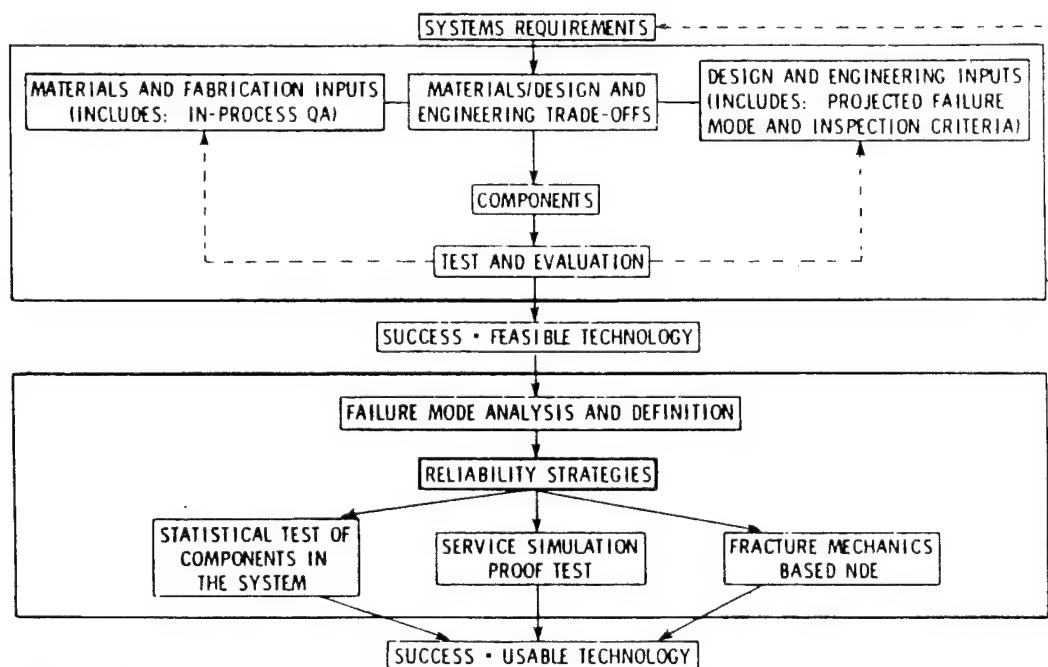 SYSTEMS REQUIREMENTS
MATERIALS AND FABRICATION INPUTS
(INCLUDES: IN-PROCESS QA)
MATERIALS/DESIGN AND
ENGINEERING TRADE-OFFS
DESIGN AND ENGINEERING INPUTS
(INCLUDES: PROJECTED FAILURE
MODE AND INSPECTION CRITERIA)
COMPONENTS
TEST AND EVALUATION
SUCCESS • FEASIBLE TECHNOLOGY
FAILURE MODE ANALYSIS AND DEFINITION
RELIABILITY STRATEGIES
STATISTICAL TEST OF
COMPONENTS IN
THE SYSTEM
SERVICE SIMULATION
PROOF TEST
FRACTURE MECHANICS
BASED NDE
SUCCESS • USABLE TECHNOLOGY